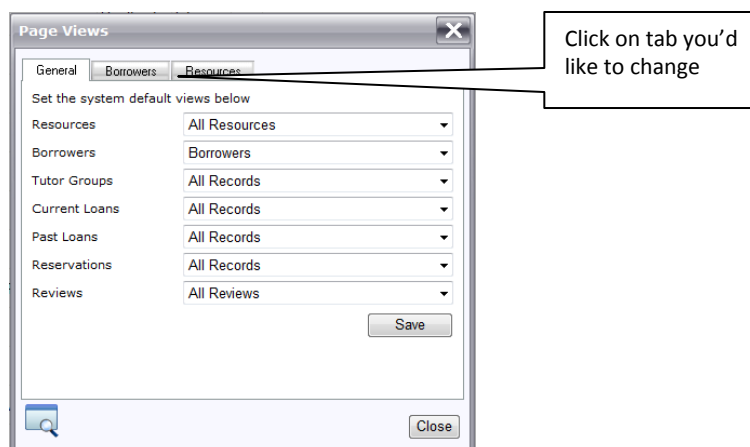 Page Views
General Borrowers Resources
Set the system default views below
Resources All Resources
Borrowers Borrowers
Tutor Groups All Records
Current Loans All Records
Past Loans All Records
Reservations All Records
Reviews All Reviews
Save
Close
Click on tab you'd
like to change